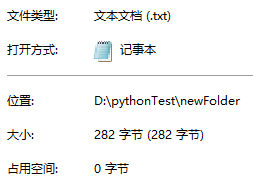 文件类型: 文本文档 (.txt)
打开方式: 记事本
位置: D:\pythonTest\newFolder
大小: 282 字节 (282 字节)
占用空间: 0 字节